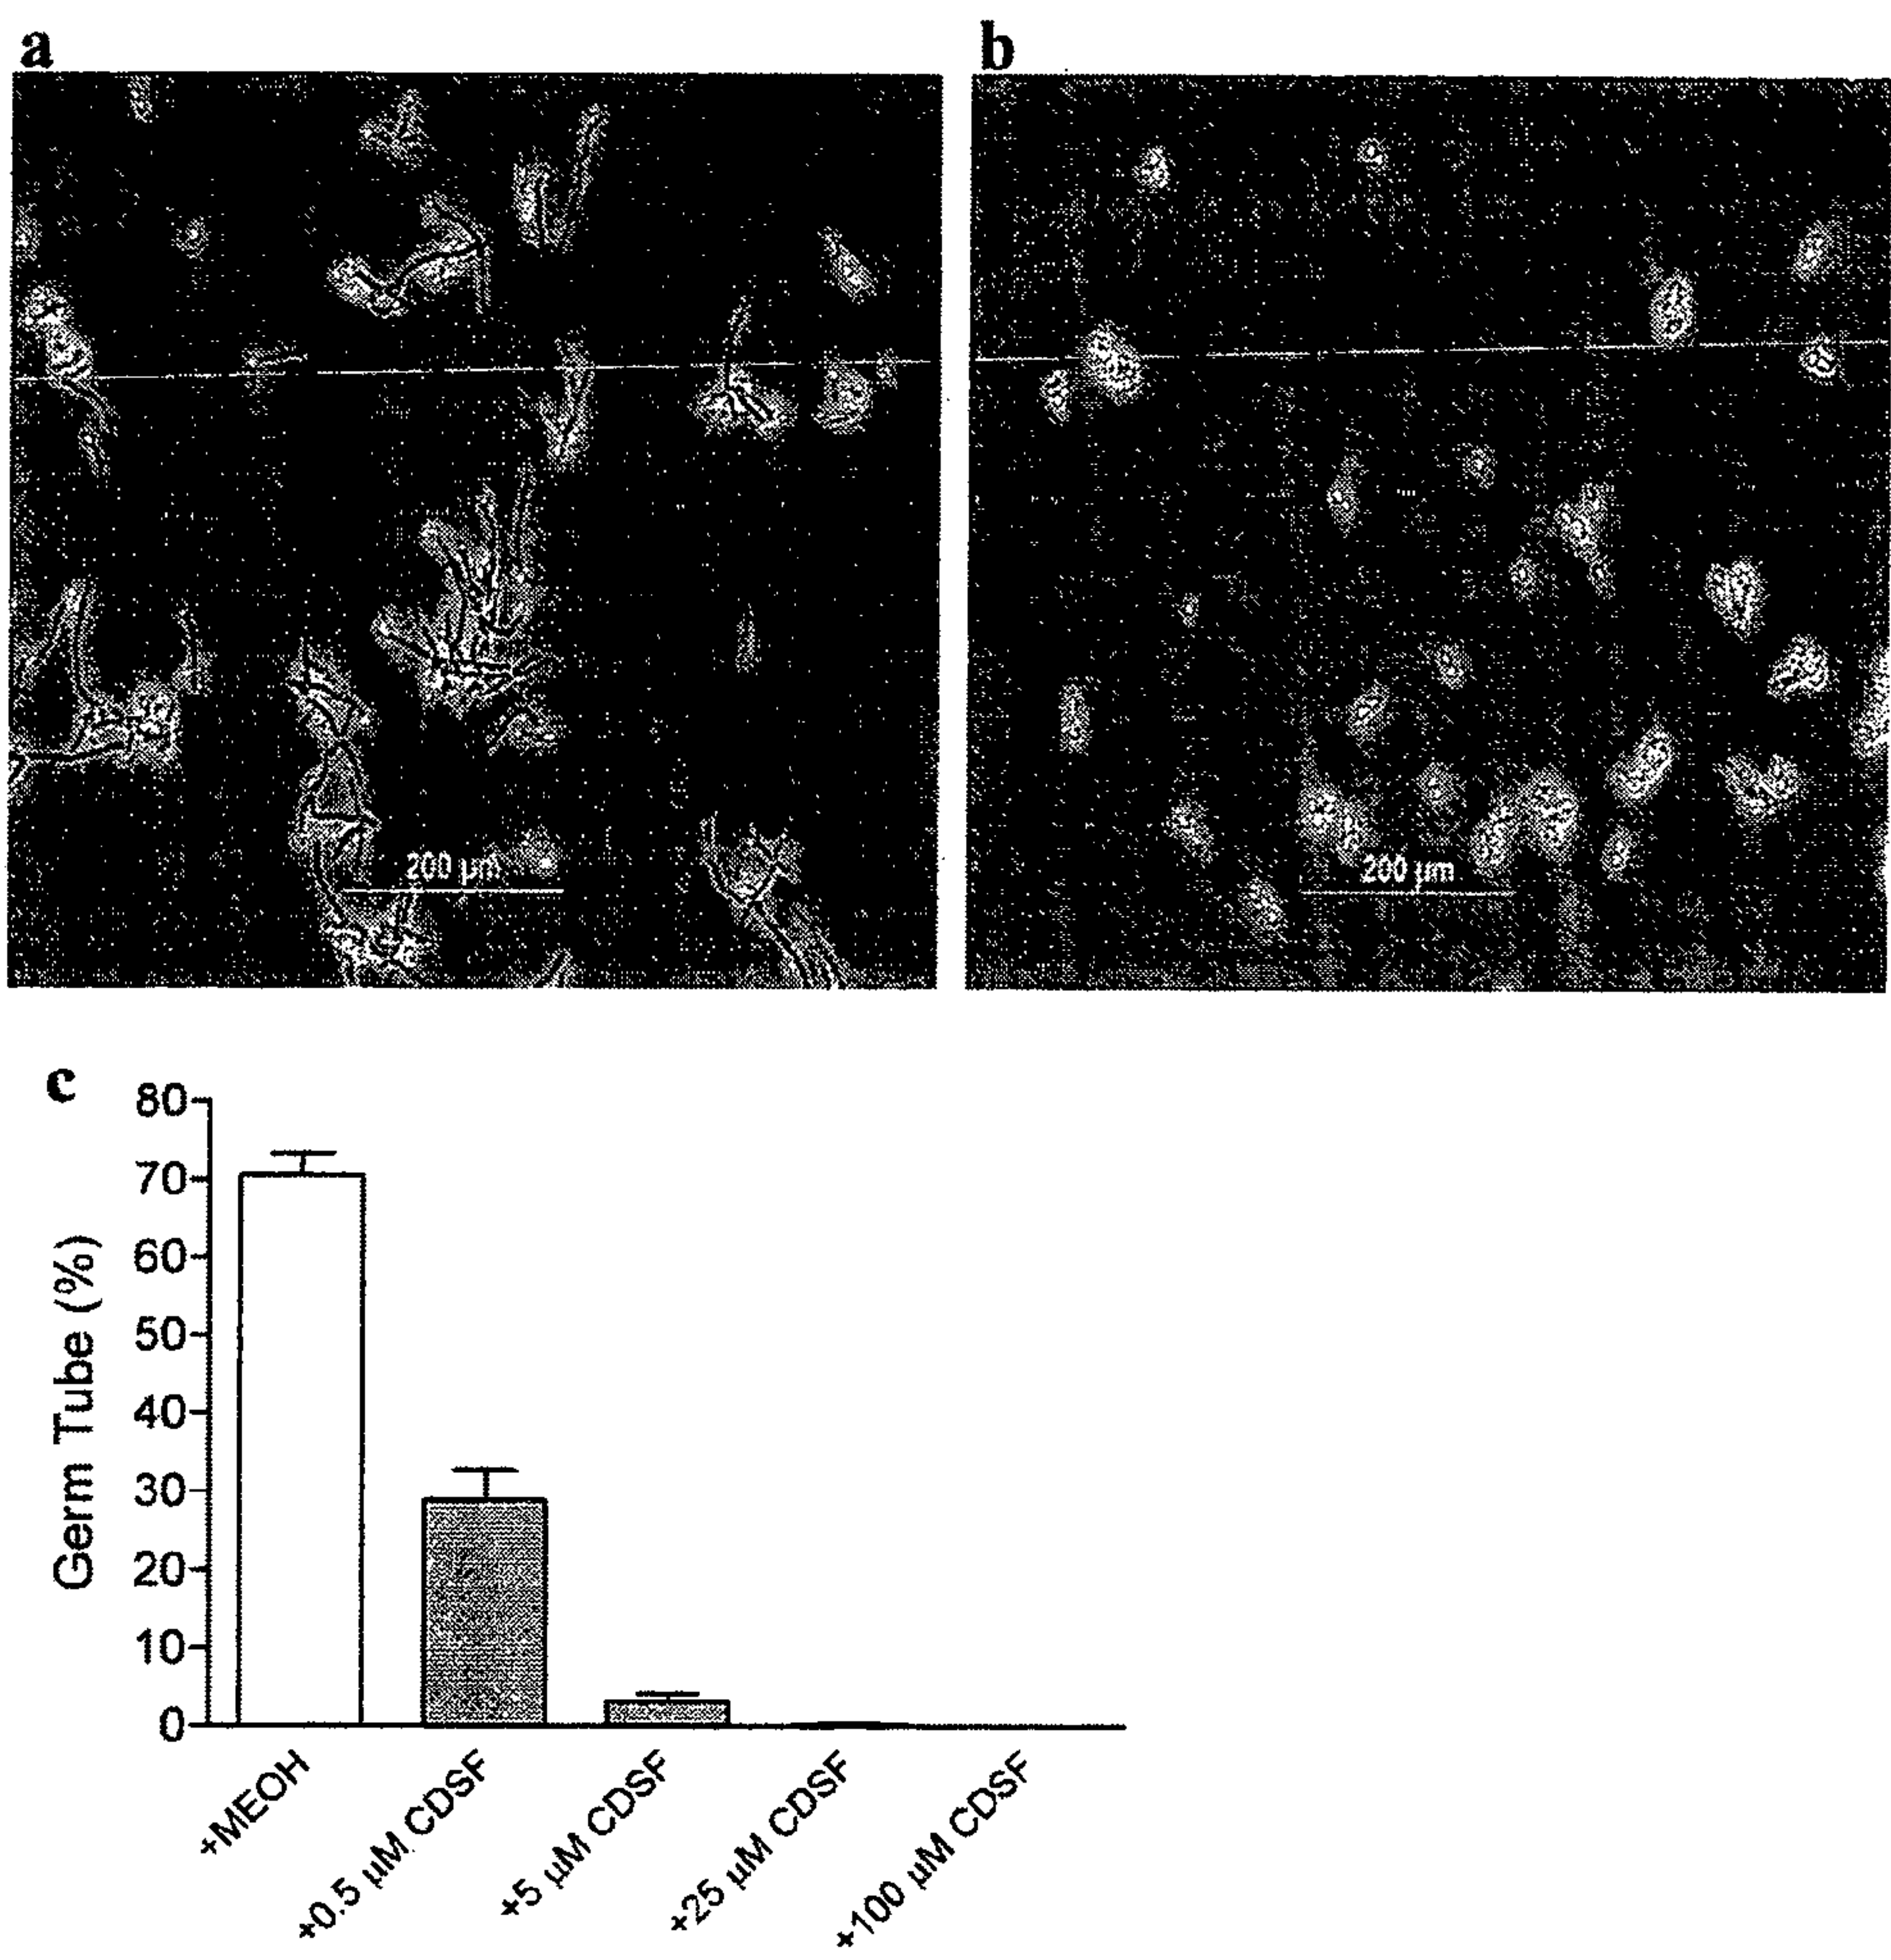 a
b
200 µm
200 µm
c
80
70
60
50
40
30
20
10
0
Germ Tube (%)
+MEOH
+0.5 µM CDSF
+5 µM CDSF
+25 µM CDSF
+100 µM CDSF